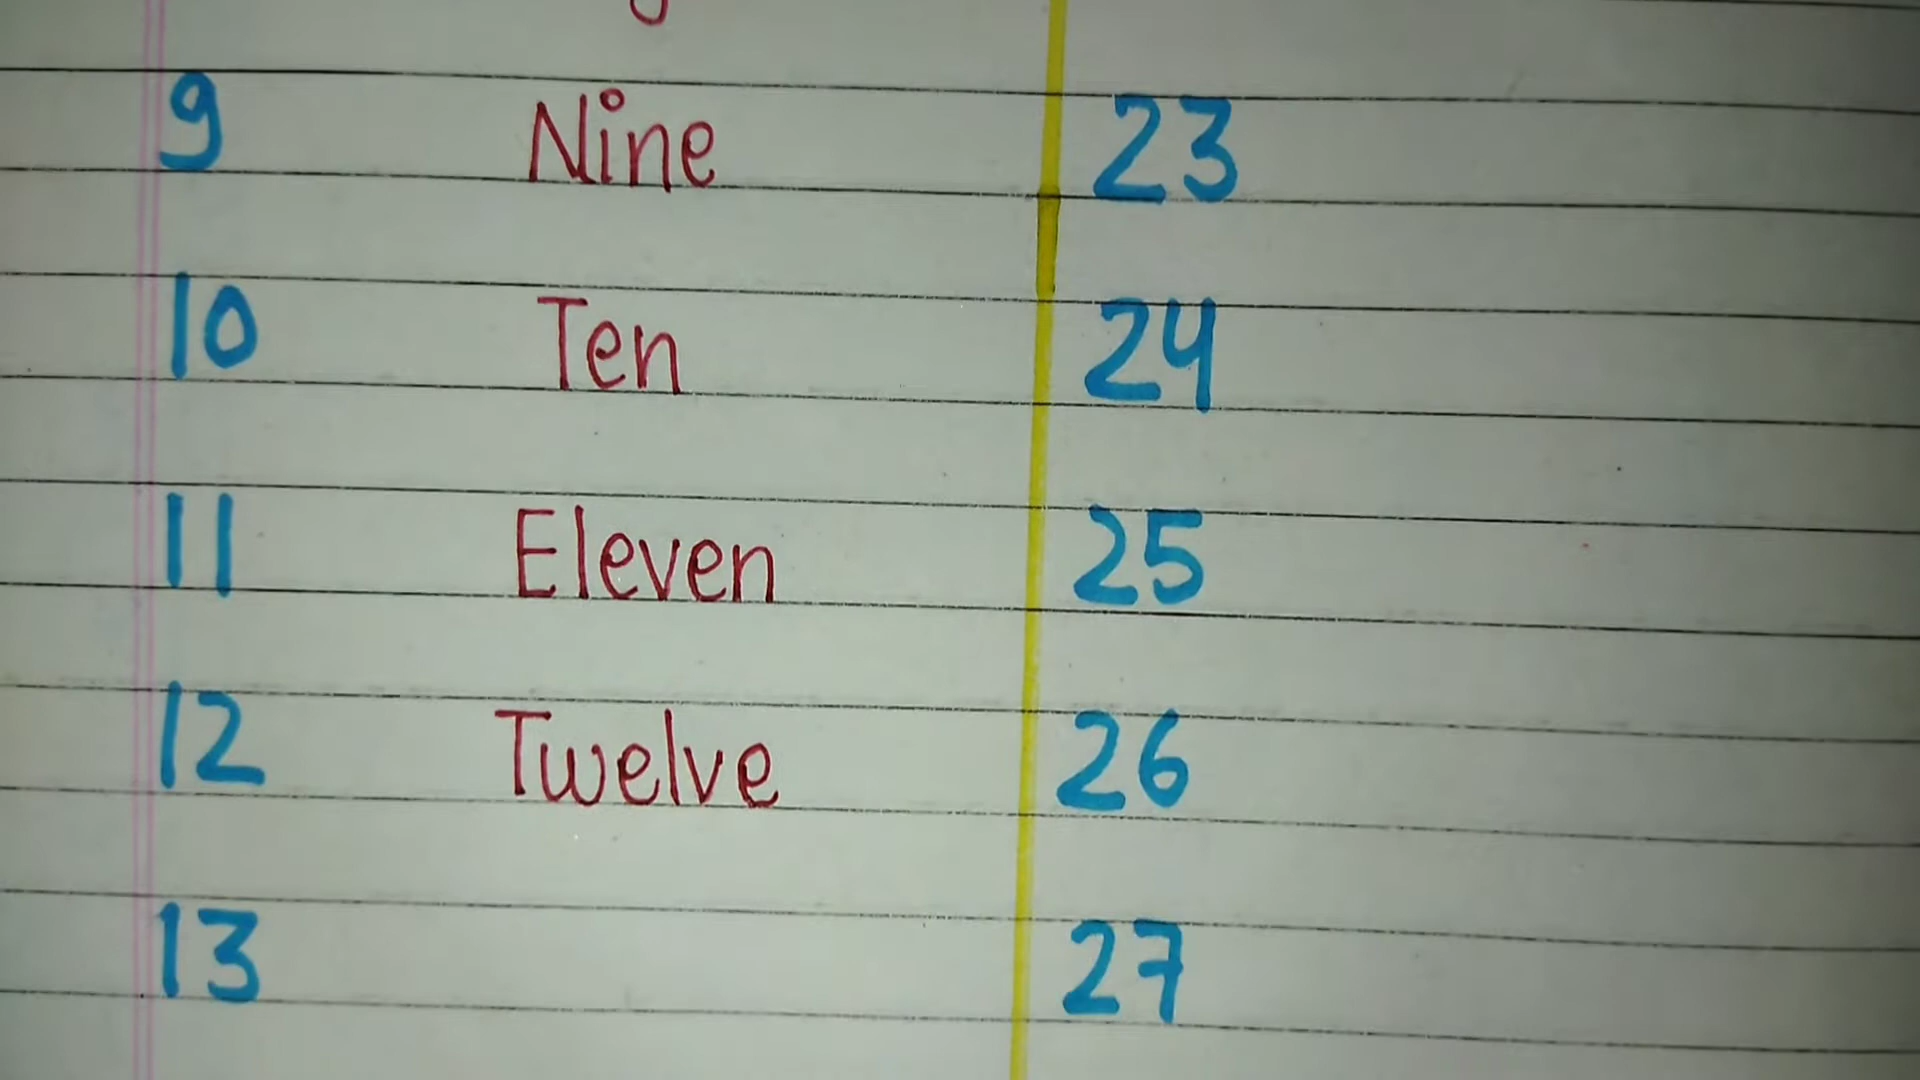 9 Nine 23
10 Ten 24
11 Eleven 25
12 Twelve 26
13 27